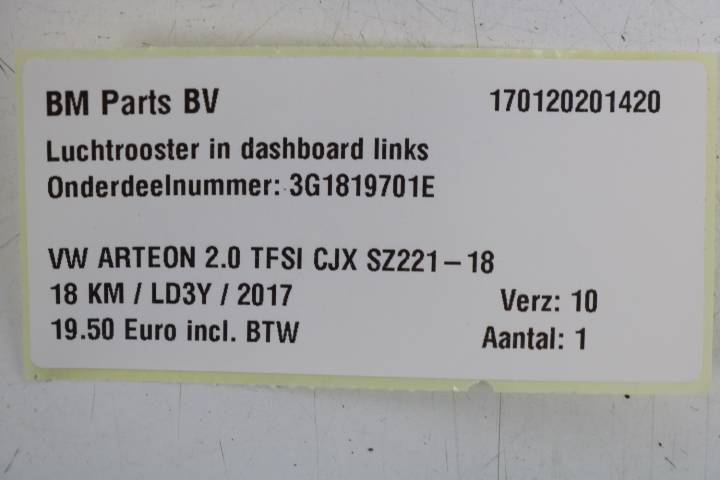 BM Parts BV 170120201420
Luchtrooster in dashboard links
Onderdeelnummer: 3G1819701E
VW ARTEON 2.0 TFSI CJX SZ221-18
18 KM / LD3Y / 2017 Verz: 10
19.50 Euro incl. BTW Aantal: 1